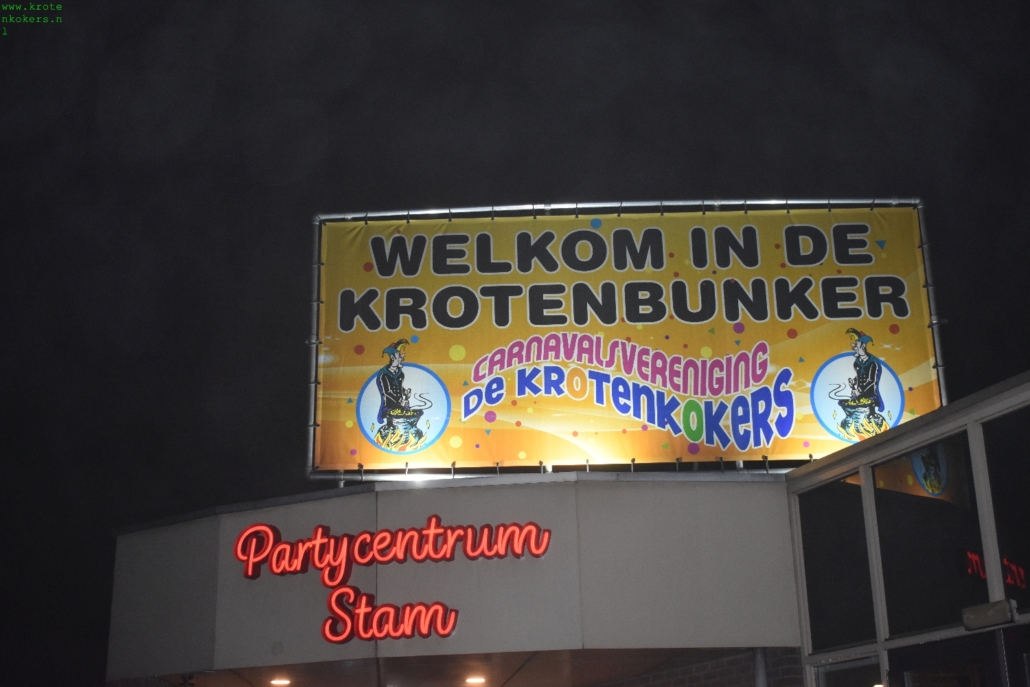 www.krote
nkokers.n
l
WELKOM IN DE
KROTENBUNKER
CARNAVALSVERENIGING
DE KROTENKOKERS
Partycentrum
Stam